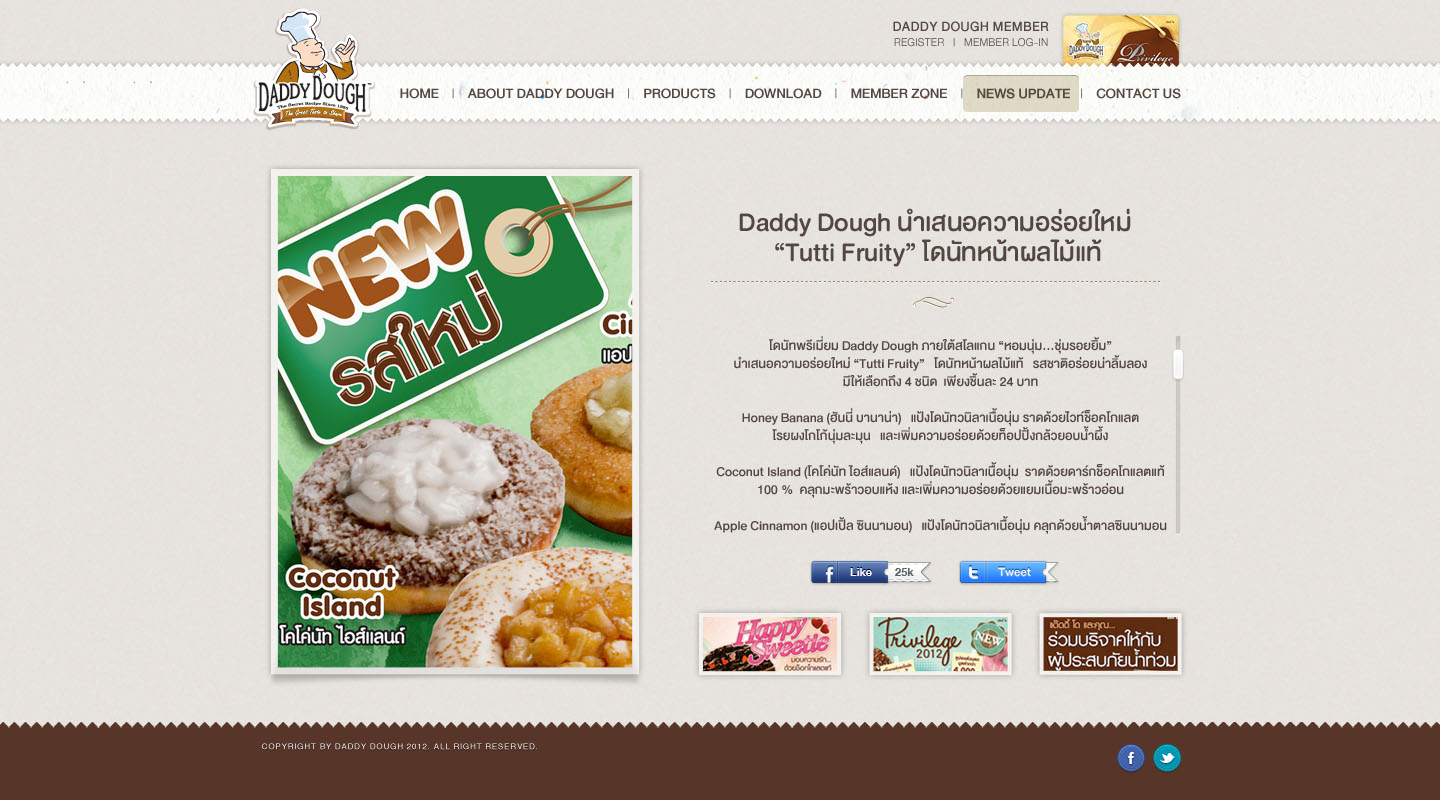 DADDY DOUGH MEMBER
REGISTER | MEMBER LOG-IN
DADDY DOUGH
Privilege
DADDY DOUGH
The Secret Recipe Since 1980
The Great Taste to Share
HOME | ABOUT DADDY DOUGH | PRODUCTS | DOWNLOAD | MEMBER ZONE | NEWS UPDATE | CONTACT US
NEW
รสใหม่
Coconut
Island
โคโค่นัท ไอส์แลนด์
Daddy Dough นำเสนอความอร่อยใหม่
“Tutti Fruity” โดนัทหน้าผลไม้แท้
โดนัทพรีเมี่ยม Daddy Dough ภายใต้สโลแกน “หอมนุ่ม...ชุ่มรอยยิ้ม”
นำเสนอความอร่อยใหม่ “Tutti Fruity” โดนัทหน้าผลไม้แท้ รสชาติอร่อยน่าลิ้มลอง
มีให้เลือกถึง 4 ชนิด เพียงชิ้นละ 24 บาท
Honey Banana (ฮันนี่ บานาน่า) แป้งโดนัทวนิลาเนื้อนุ่ม ราดด้วยไวท์ช็อคโกแลต
โรยผงโกโก้นุ่มละมุน และเพิ่มความอร่อยด้วยท็อปปิ้งกล้วยอบน้ำผึ้ง
Coconut Island (โคโค่นัท ไอส์แลนด์) แป้งโดนัทวนิลาเนื้อนุ่ม ราดด้วยดาร์กช็อคโกแลตแท้
100 % คลุกมะพร้าวอบแห้ง และเพิ่มความอร่อยด้วยแยมเนื้อมะพร้าวอ่อน
Apple Cinnamon (แอปเปิ้ล ซินนามอน) แป้งโดนัทวนิลาเนื้อนุ่ม คลุกด้วยน้ำตาลซินนามอน
Like 25k
Tweet
Happy
Sweetie
มอบความรัก...
ด้วยช็อกโกแลตแท้
Privilege
2012
NEW
แด๊ดดี้ โด และคุณ...
ร่วมบริจาคให้กับ
ผู้ประสบภัยน้ำท่วม
COPYRIGHT BY DADDY DOUGH 2012. ALL RIGHT RESERVED.